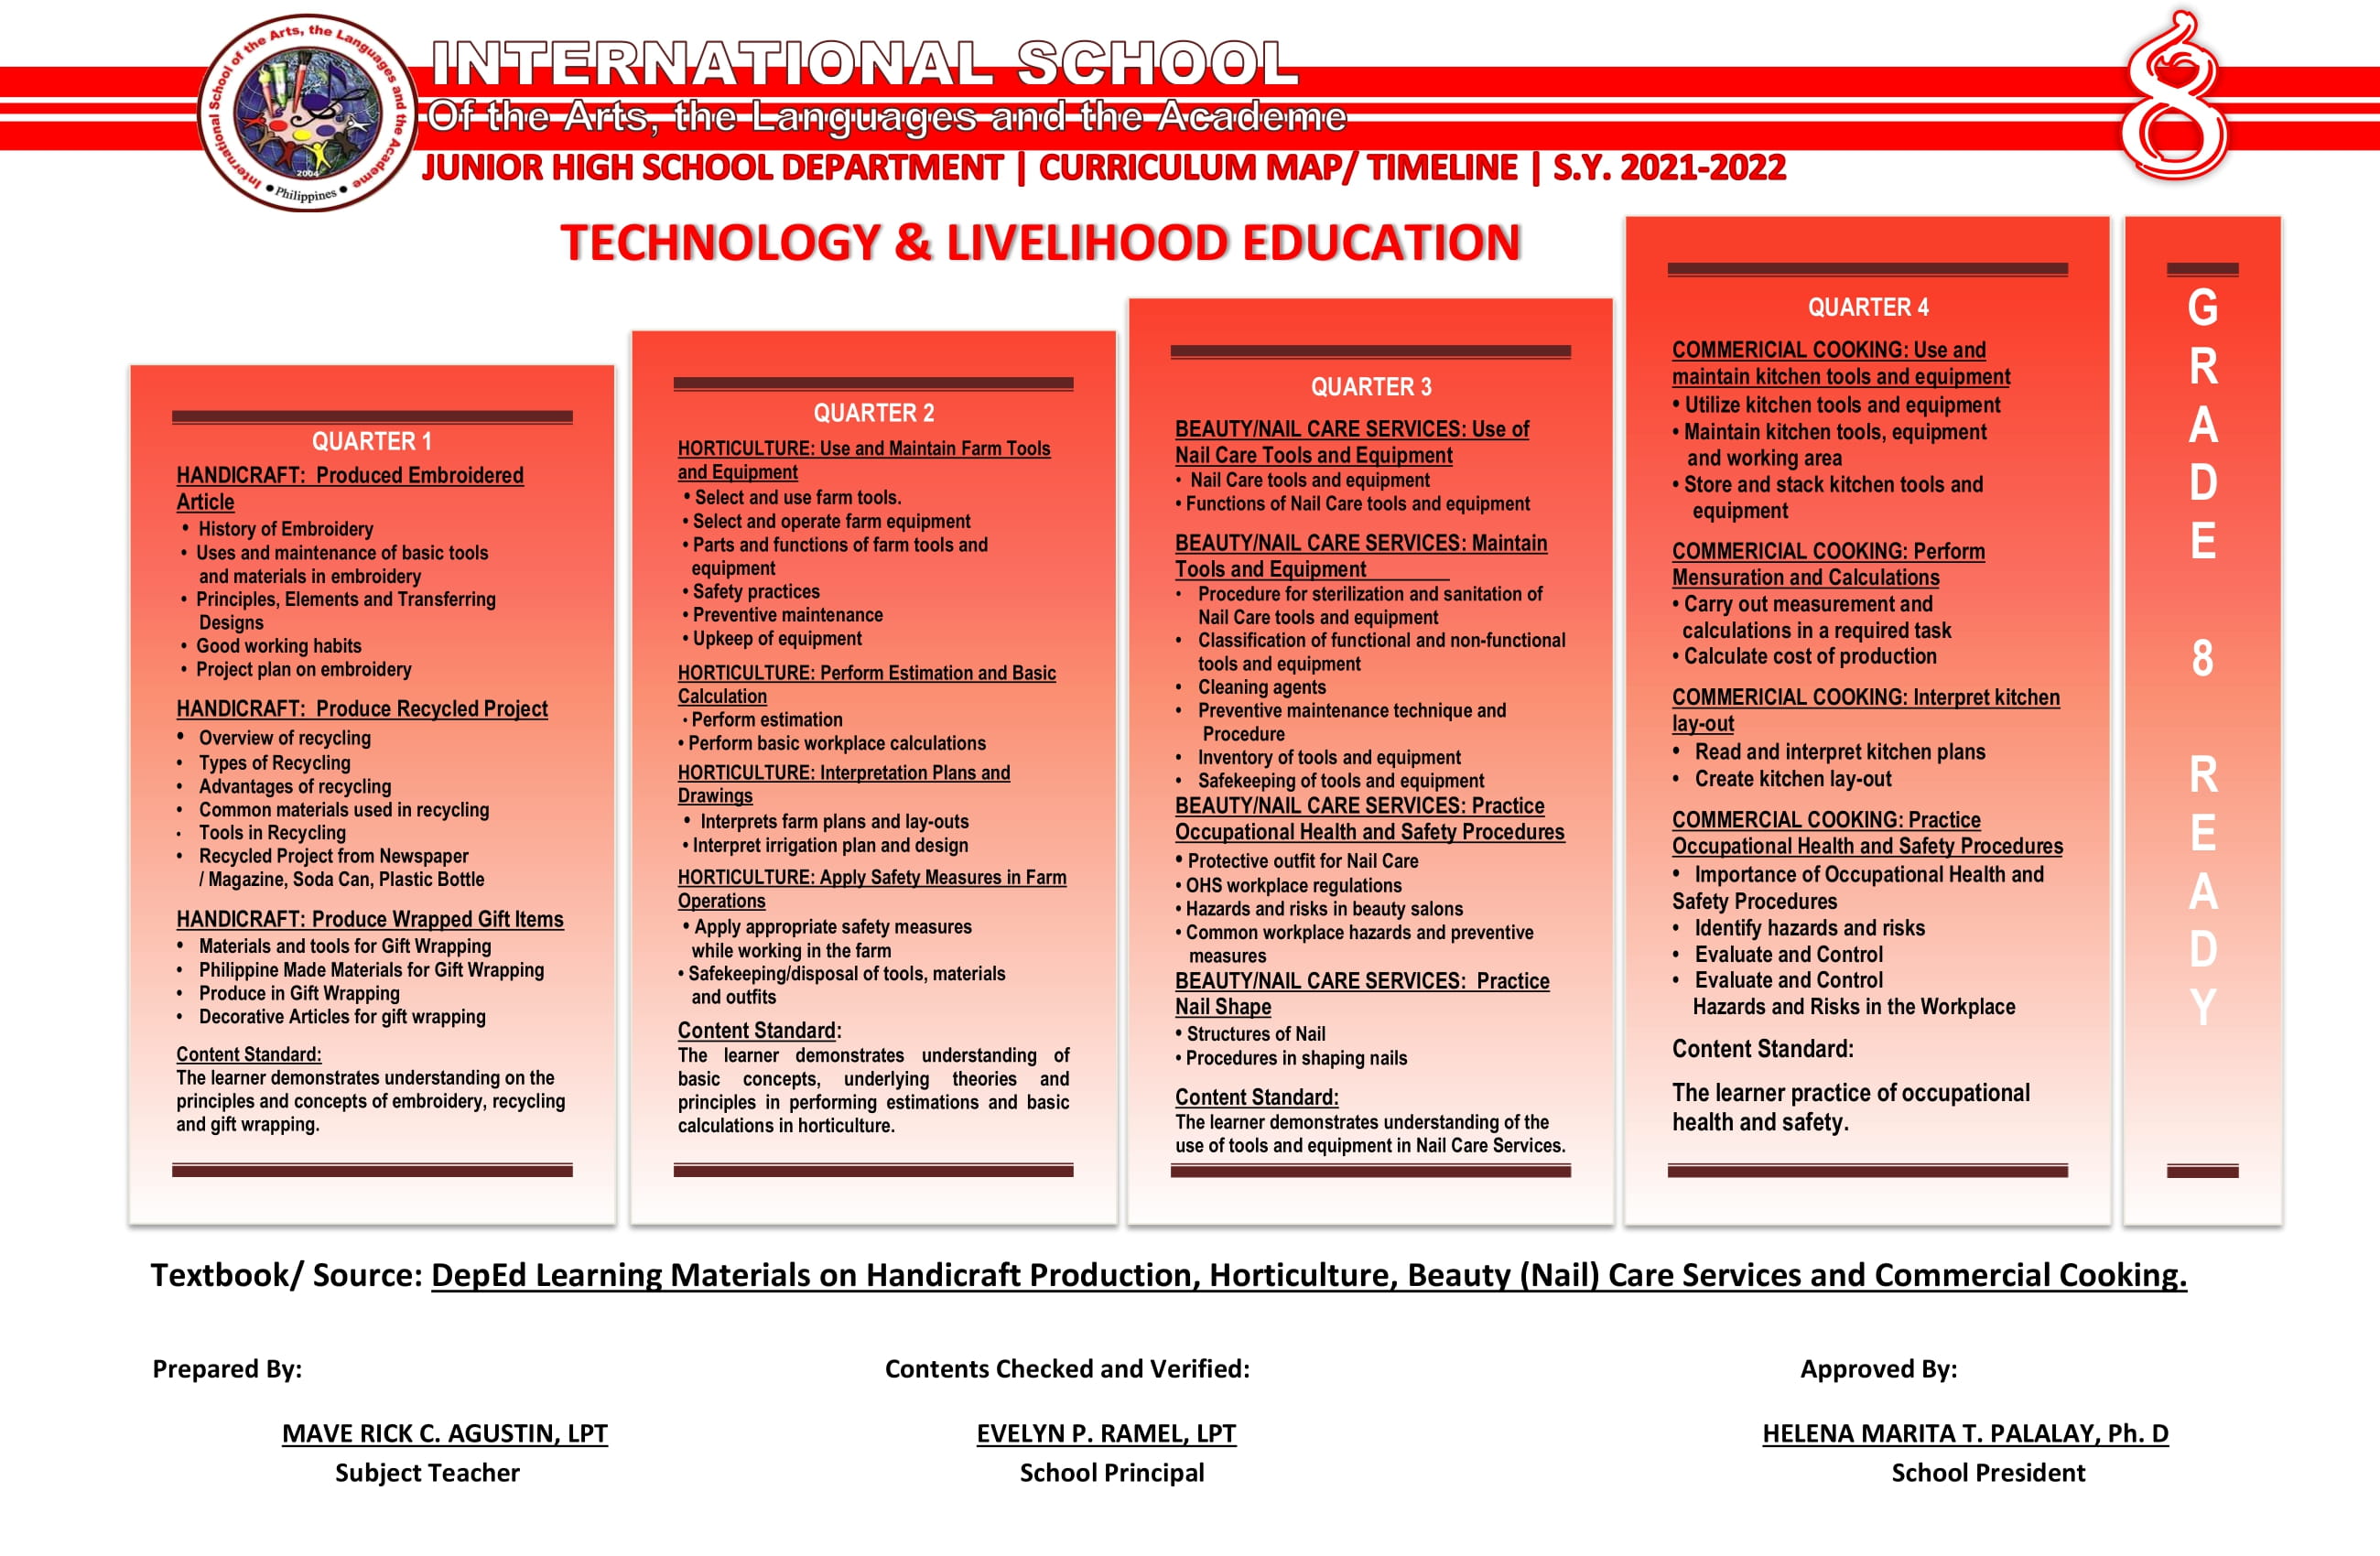 International School of the Arts, the Languages and the Academe
2004
• Philippines •
INTERNATIONAL SCHOOL
Of the Arts, the Languages and the Academe
JUNIOR HIGH SCHOOL DEPARTMENT | CURRICULUM MAP/ TIMELINE | S.Y. 2021-2022
8
TECHNOLOGY & LIVELIHOOD EDUCATION
QUARTER 1
HANDICRAFT: Produced Embroidered
Article
• History of Embroidery
• Uses and maintenance of basic tools
and materials in embroidery
• Principles, Elements and Transferring
Designs
• Good working habits
• Project plan on embroidery
HANDICRAFT: Produce Recycled Project
• Overview of recycling
• Types of Recycling
• Advantages of recycling
• Common materials used in recycling
• Tools in Recycling
• Recycled Project from Newspaper
/ Magazine, Soda Can, Plastic Bottle
HANDICRAFT: Produce Wrapped Gift Items
• Materials and tools for Gift Wrapping
• Philippine Made Materials for Gift Wrapping
• Produce in Gift Wrapping
• Decorative Articles for gift wrapping
Content Standard:
The learner demonstrates understanding on the
principles and concepts of embroidery, recycling
and gift wrapping.
QUARTER 2
HORTICULTURE: Use and Maintain Farm Tools
and Equipment
• Select and use farm tools.
• Select and operate farm equipment
• Parts and functions of farm tools and
equipment
• Safety practices
• Preventive maintenance
• Upkeep of equipment
HORTICULTURE: Perform Estimation and Basic
Calculation
• Perform estimation
• Perform basic workplace calculations
HORTICULTURE: Interpretation Plans and
Drawings
• Interprets farm plans and lay-outs
• Interpret irrigation plan and design
HORTICULTURE: Apply Safety Measures in Farm
Operations
• Apply appropriate safety measures
while working in the farm
• Safekeeping/disposal of tools, materials
and outfits
Content Standard:
The learner demonstrates understanding of
basic concepts, underlying theories and
principles in performing estimations and basic
calculations in horticulture.
QUARTER 3
BEAUTY/NAIL CARE SERVICES: Use of
Nail Care Tools and Equipment
• Nail Care tools and equipment
• Functions of Nail Care tools and equipment
BEAUTY/NAIL CARE SERVICES: Maintain
Tools and Equipment
• Procedure for sterilization and sanitation of
Nail Care tools and equipment
• Classification of functional and non-functional
tools and equipment
• Cleaning agents
• Preventive maintenance technique and
Procedure
• Inventory of tools and equipment
• Safekeeping of tools and equipment
BEAUTY/NAIL CARE SERVICES: Practice
Occupational Health and Safety Procedures
• Protective outfit for Nail Care
• OHS workplace regulations
• Hazards and risks in beauty salons
• Common workplace hazards and preventive
measures
BEAUTY/NAIL CARE SERVICES: Practice
Nail Shape
• Structures of Nail
• Procedures in shaping nails
Content Standard:
The learner demonstrates understanding of the
use of tools and equipment in Nail Care Services.
QUARTER 4
COMMERICIAL COOKING: Use and
maintain kitchen tools and equipment
• Utilize kitchen tools and equipment
• Maintain kitchen tools, equipment
and working area
• Store and stack kitchen tools and
equipment
COMMERICIAL COOKING: Perform
Mensuration and Calculations
• Carry out measurement and
calculations in a required task
• Calculate cost of production
COMMERICIAL COOKING: Interpret kitchen
lay-out
• Read and interpret kitchen plans
• Create kitchen lay-out
COMMERCIAL COOKING: Practice
Occupational Health and Safety Procedures
• Importance of Occupational Health and
Safety Procedures
• Identify hazards and risks
• Evaluate and Control
• Evaluate and Control
Hazards and Risks in the Workplace
Content Standard:
The learner practice of occupational
health and safety.
GRADE 8 READY
Textbook/ Source: DepEd Learning Materials on Handicraft Production, Horticulture, Beauty (Nail) Care Services and Commercial Cooking.
Prepared By:
MAVE RICK C. AGUSTIN, LPT
Subject Teacher
Contents Checked and Verified:
EVELYN P. RAMEL, LPT
School Principal
Approved By:
HELENA MARITA T. PALALAY, Ph. D
School President